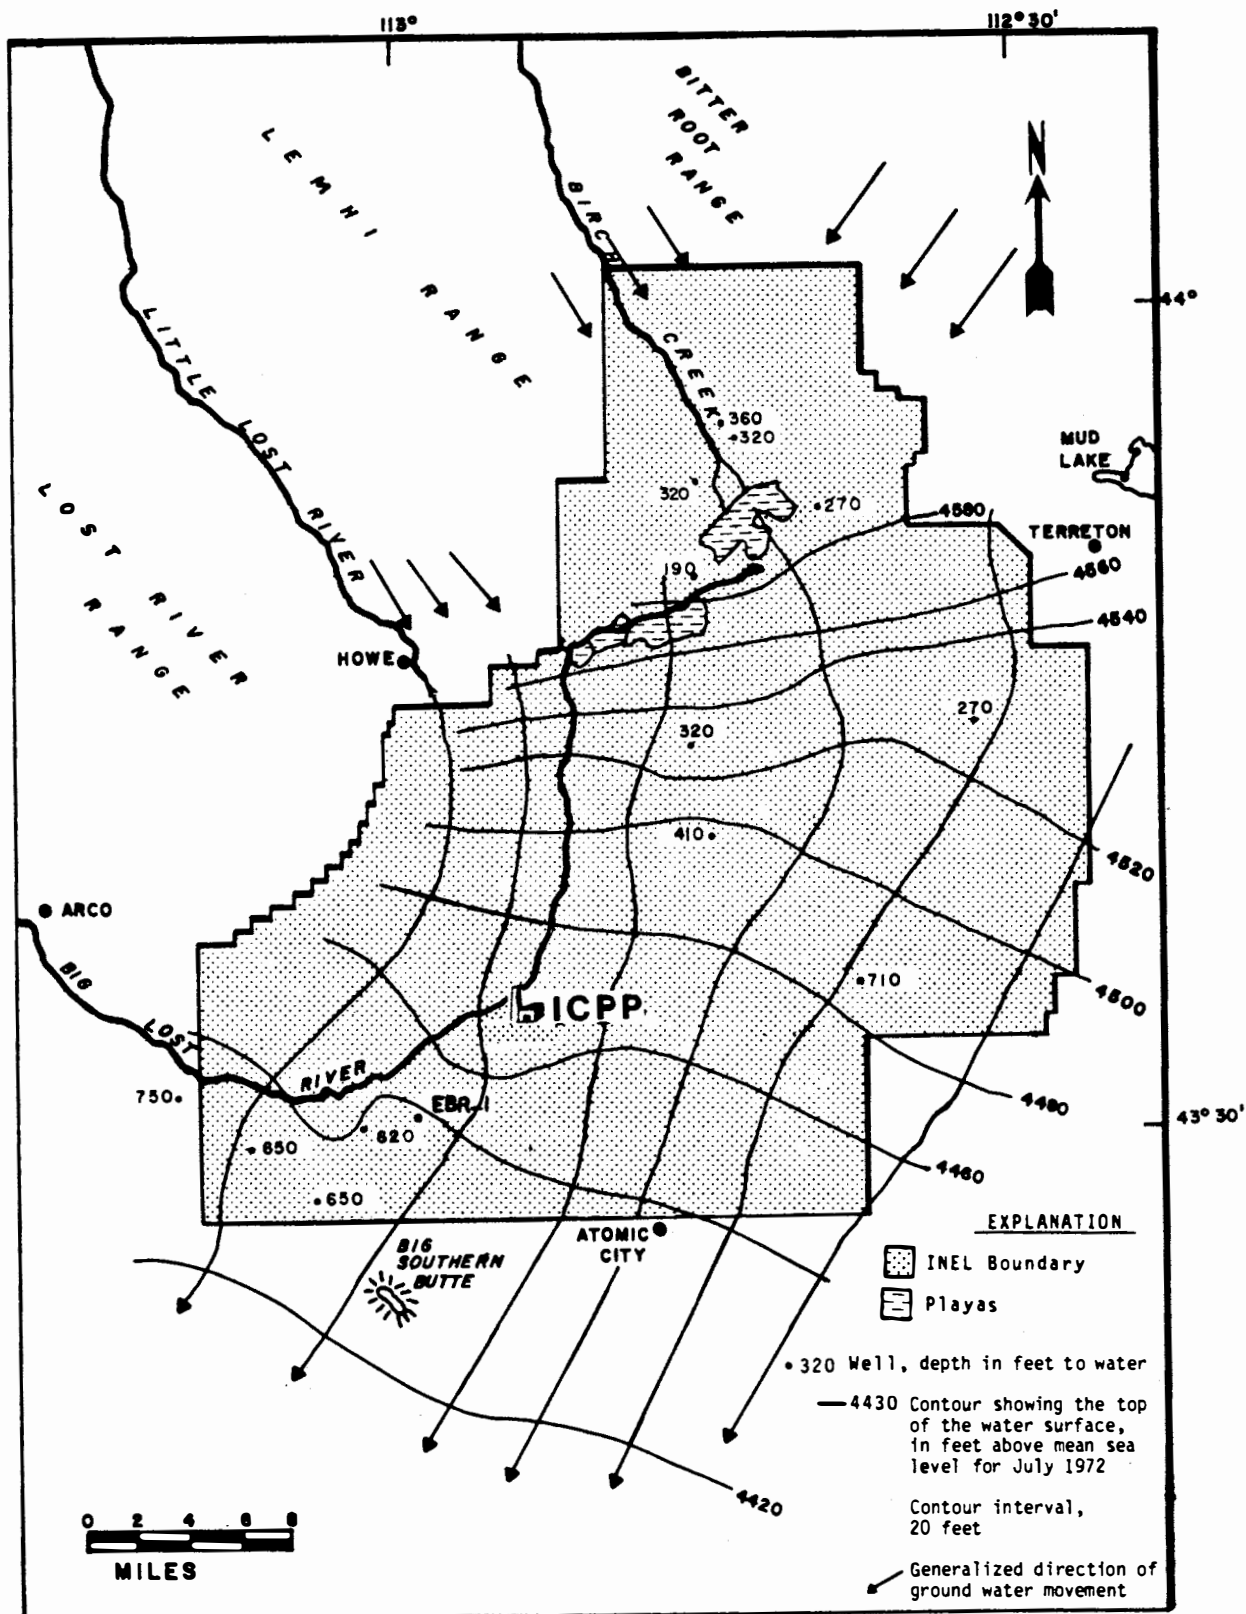 113°
112°30'
BITTER
ROOT
RANGE
LEMHI RANGE
N
BIRCH CREEK
44°
LITTLE LOST RIVER
360
320
MUD
LAKE
LOST RIVER
RANGE
320
270
4580
TERRETON
190
4560
4540
HOWE
270
320
410
4520
ARCO
BIG LOST RIVER
710
4500
ICPP
750
EBR-1
4480
43°30'
620
650
4460
650
ATOMIC
CITY
BIG
SOUTHERN
BUTTE
EXPLANATION
INEL Boundary
Playas
320 Well, depth in feet to water
4430 Contour showing the top
of the water surface,
in feet above mean sea
level for July 1972
Contour interval,
20 feet
4420
0 2 4 6 8
MILES
Generalized direction of
ground water movement